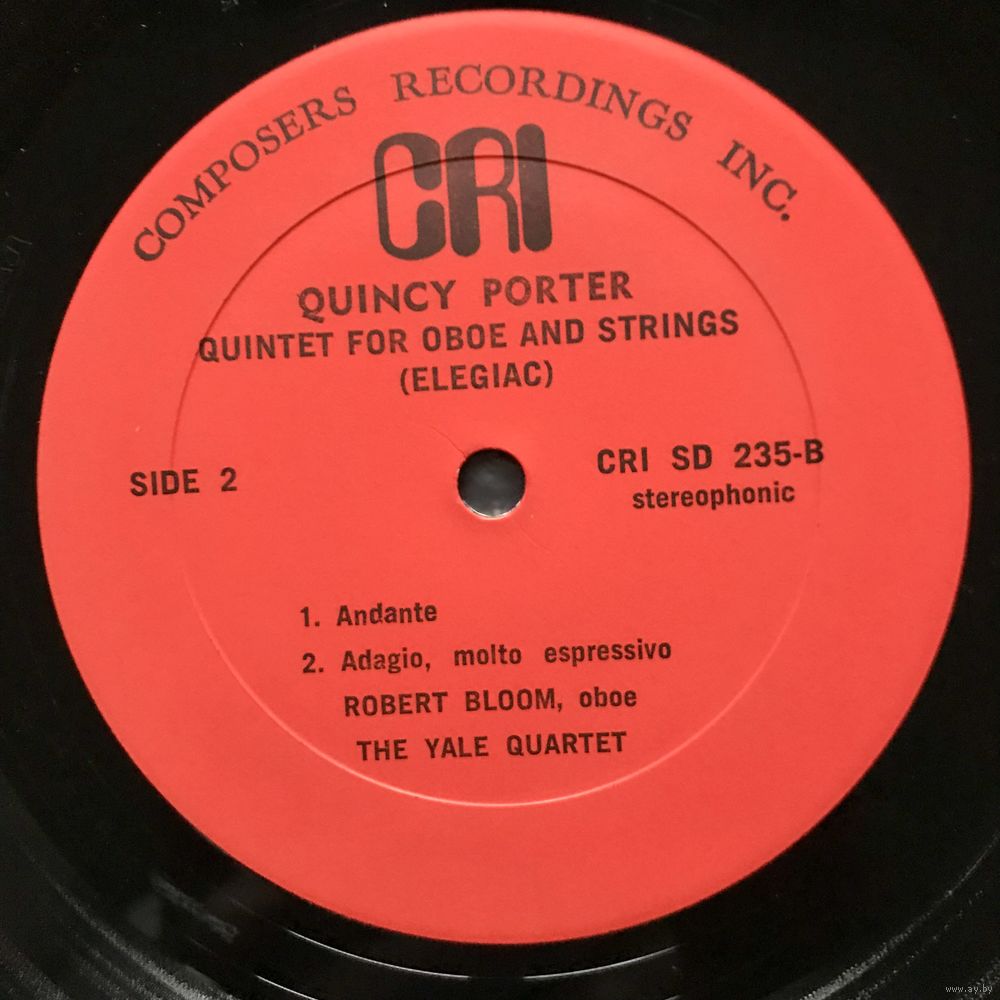 COMPOSERS RECORDINGS INC.
CRI
QUINCY PORTER
QUINTET FOR OBOE AND STRINGS
(ELEGIAC)
SIDE 2
CRI SD 235-B
stereophonic
1. Andante
2. Adagio, molto espressivo
ROBERT BLOOM, oboe
THE YALE QUARTET
www.ay.by